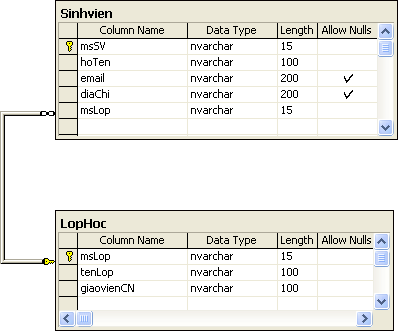 Sinhvien
Column Name Data Type Length Allow Nulls
msSV nvarchar 15
hoTen nvarchar 100
email nvarchar 200 ✓
diaChi nvarchar 200 ✓
msLop nvarchar 15
LopHoc
Column Name Data Type Length Allow Nulls
msLop nvarchar 15
tenLop nvarchar 100
giaovienCN nvarchar 100